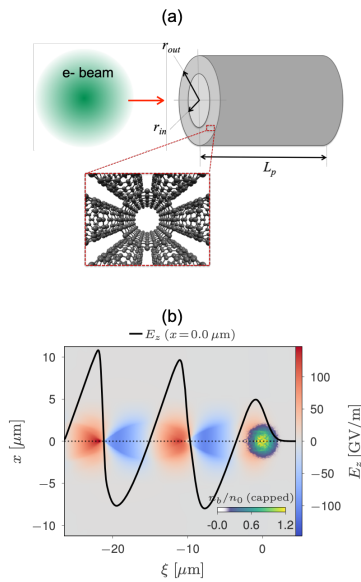 (a)
e- beam
r_out
r_in
L_p
(b)
E_z (x = 0.0 μm)
10
5
0
−5
−10
x [μm]
100
50
0
−50
−100
E_z [GV/m]
n_b/n_0 (capped)
-0.0 0.6 1.2
−20 −10 0
ξ [μm]